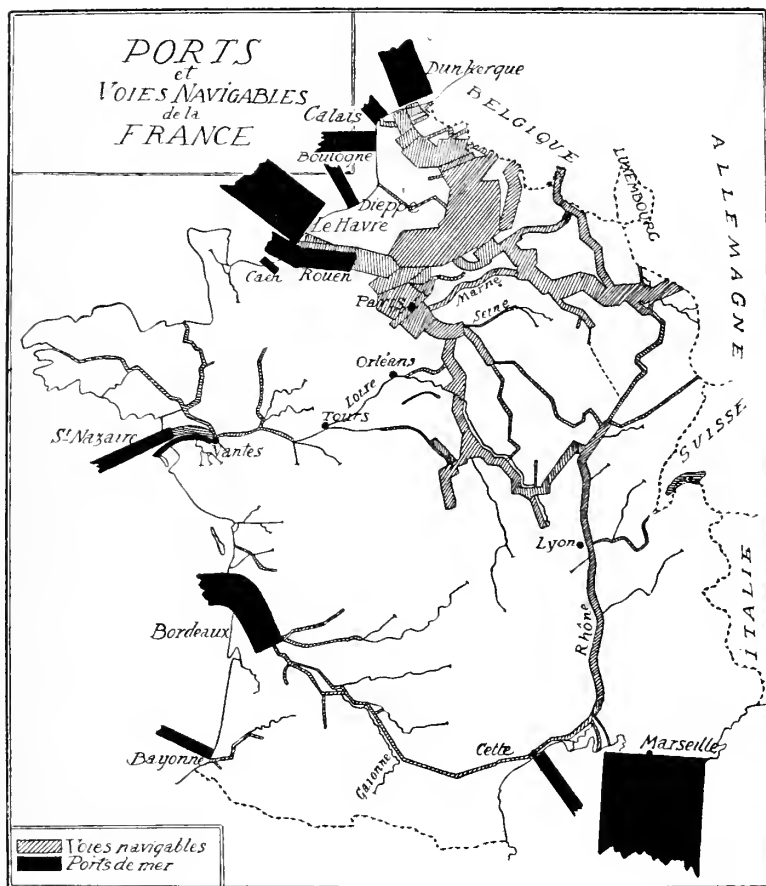 PORTS
et
VOIES NAVIGABLES
de la
FRANCE
Dunkerque
Calais
BELGIQUE
Boulogne
LUXEMBOURG
ALLEMAGNE
Dieppe
Le Havre
Caen
Rouen
Paris
Marne
Seine
Orléans
Loire
Tours
St Nazaire
Nantes
SUISSE
Lyon
ITALIE
Bordeaux
Rhône
Bayonne
Garonne
Cette
Marseille
Voies navigables
Ports de mer